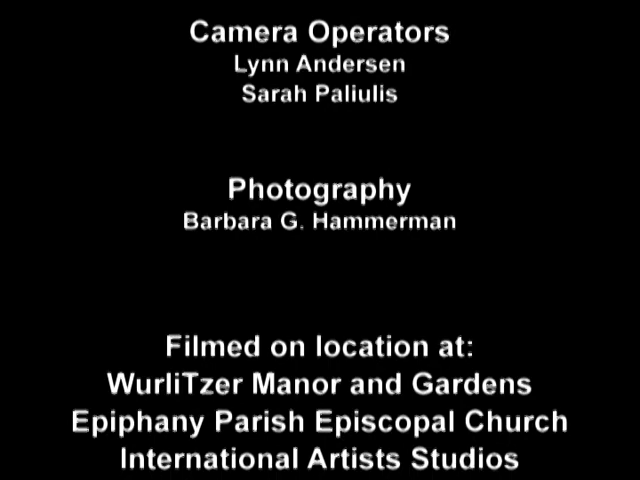 Camera Operators
Lynn Andersen
Sarah Paliulis
Photography
Barbara G. Hammerman
Filmed on location at:
WurliTzer Manor and Gardens
Epiphany Parish Episcopal Church
International Artists Studios